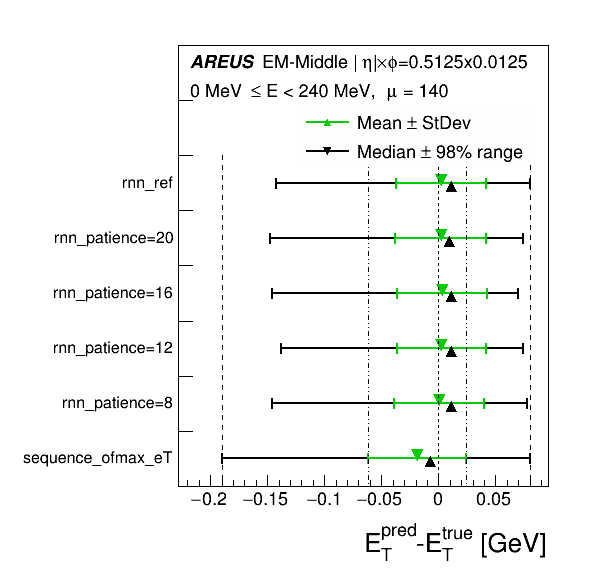 AREUS EM-Middle | η|×ϕ=0.5125x0.0125
0 MeV ≤ E < 240 MeV, μ = 140
Mean ± StDev
Median ± 98% range
rnn_ref
rnn_patience=20
rnn_patience=16
rnn_patience=12
rnn_patience=8
sequence_ofmax_eT
−0.2 −0.15 −0.1 −0.05 0 0.05
E_T^pred-E_T^true [GeV]